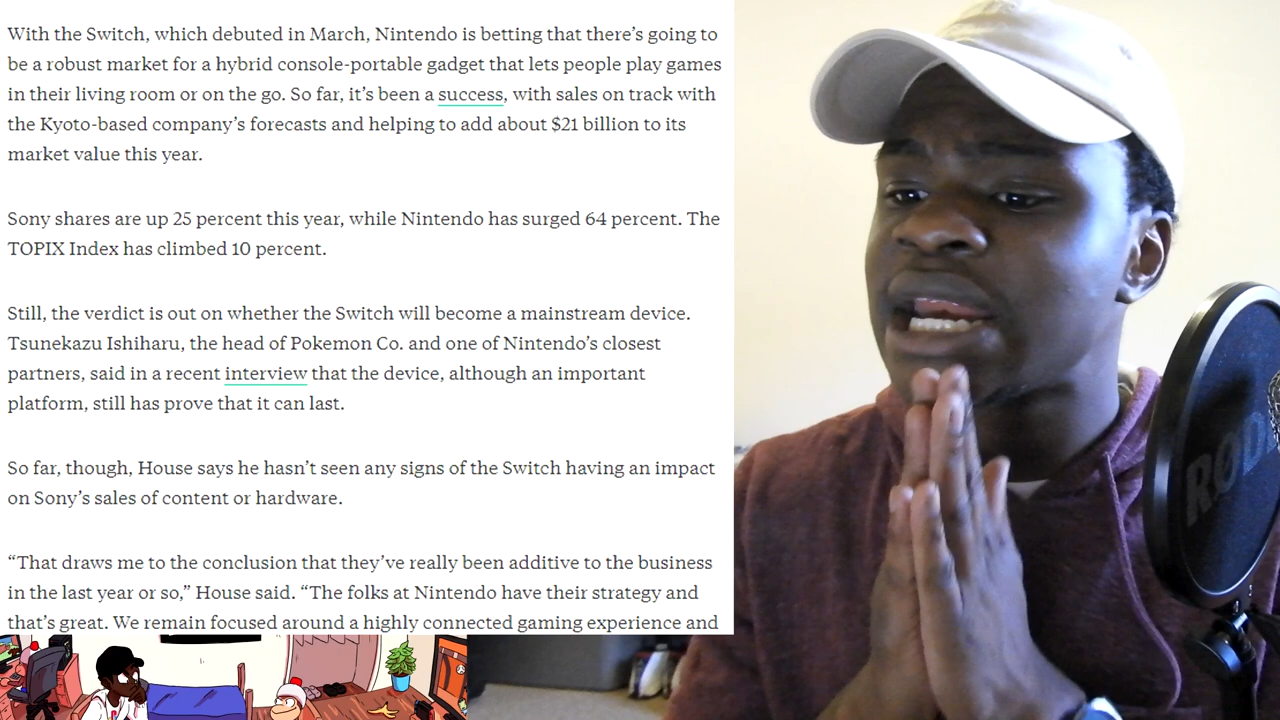 With the Switch, which debuted in March, Nintendo is betting that there’s going to
be a robust market for a hybrid console-portable gadget that lets people play games
in their living room or on the go. So far, it’s been a success, with sales on track with
the Kyoto-based company’s forecasts and helping to add about $21 billion to its
market value this year.
Sony shares are up 25 percent this year, while Nintendo has surged 64 percent. The
TOPIX Index has climbed 10 percent.
Still, the verdict is out on whether the Switch will become a mainstream device.
Tsunekazu Ishiharu, the head of Pokemon Co. and one of Nintendo’s closest
partners, said in a recent interview that the device, although an important
platform, still has prove that it can last.
So far, though, House says he hasn’t seen any signs of the Switch having an impact
on Sony’s sales of content or hardware.
“That draws me to the conclusion that they’ve really been additive to the business
in the last year or so,” House said. “The folks at Nintendo have their strategy and
that’s great. We remain focused around a highly connected gaming experience and
RØDE